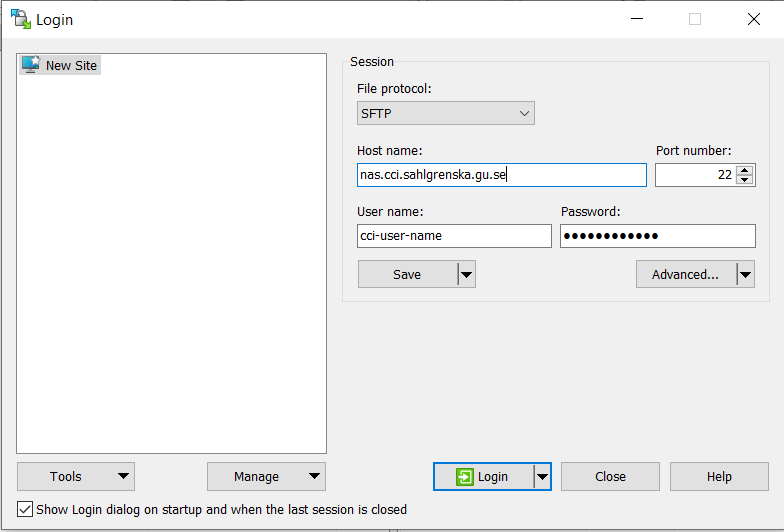 Login
New Site
Session
File protocol:
SFTP
Host name:
Port number:
nas.cci.sahlgrenska.gu.se
22
User name:
Password:
cci-user-name
●●●●●●●●●●●●
Save
Advanced...
Tools
Manage
Login
Close
Help
Show Login dialog on startup and when the last session is closed